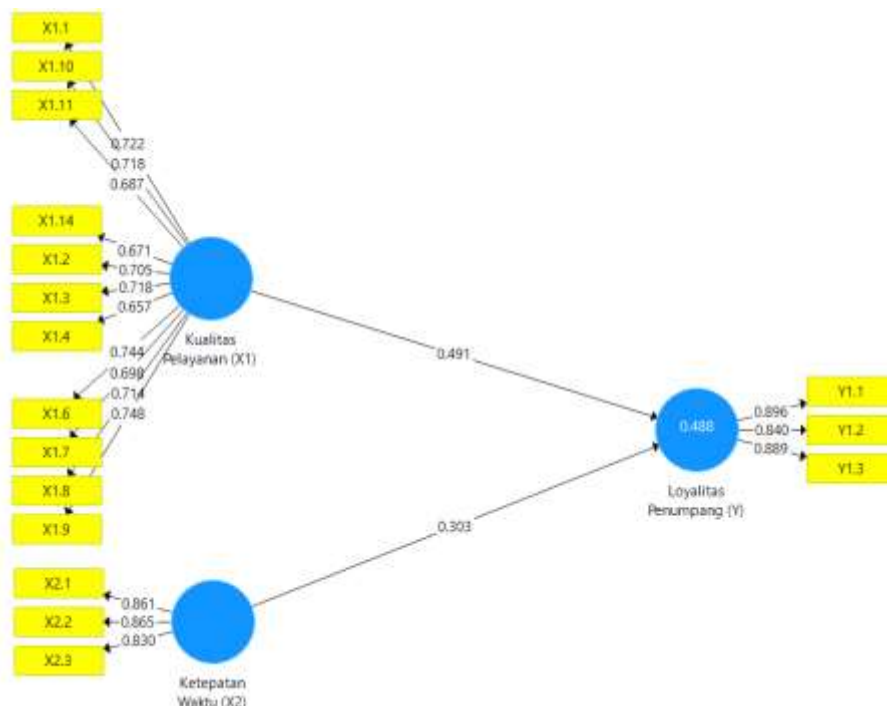 X1.1
X1.10
X1.11
0.722
0.718
0.687
X1.14
X1.2
X1.3
X1.4
0.671
0.705
0.718
0.657
Kualitas
Pelayanan (X1)
0.744
0.698
0.714
0.748
X1.6
X1.7
X1.8
X1.9
0.491
0.303
0.488
Loyalitas
Penumpang (Y)
0.896
0.840
0.889
Y1.1
Y1.2
Y1.3
X2.1
X2.2
X2.3
0.861
0.865
0.830
Ketepatan
Waktu (X2)